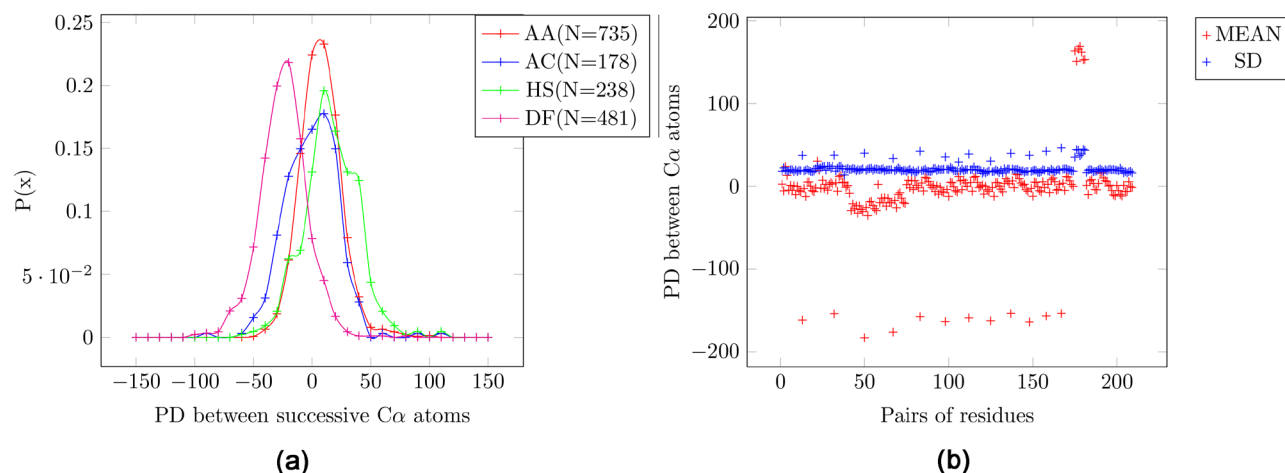 0.25
0.2
0.15
0.1
5 · 10−2
0
P(x)
−150 −100 −50 0 50 100 150
PD between successive Cα atoms
AA(N=735)
AC(N=178)
HS(N=238)
DF(N=481)
(a)
200
100
0
−100
−200
PD between Cα atoms
0 50 100 150 200
Pairs of residues
MEAN
SD
(b)